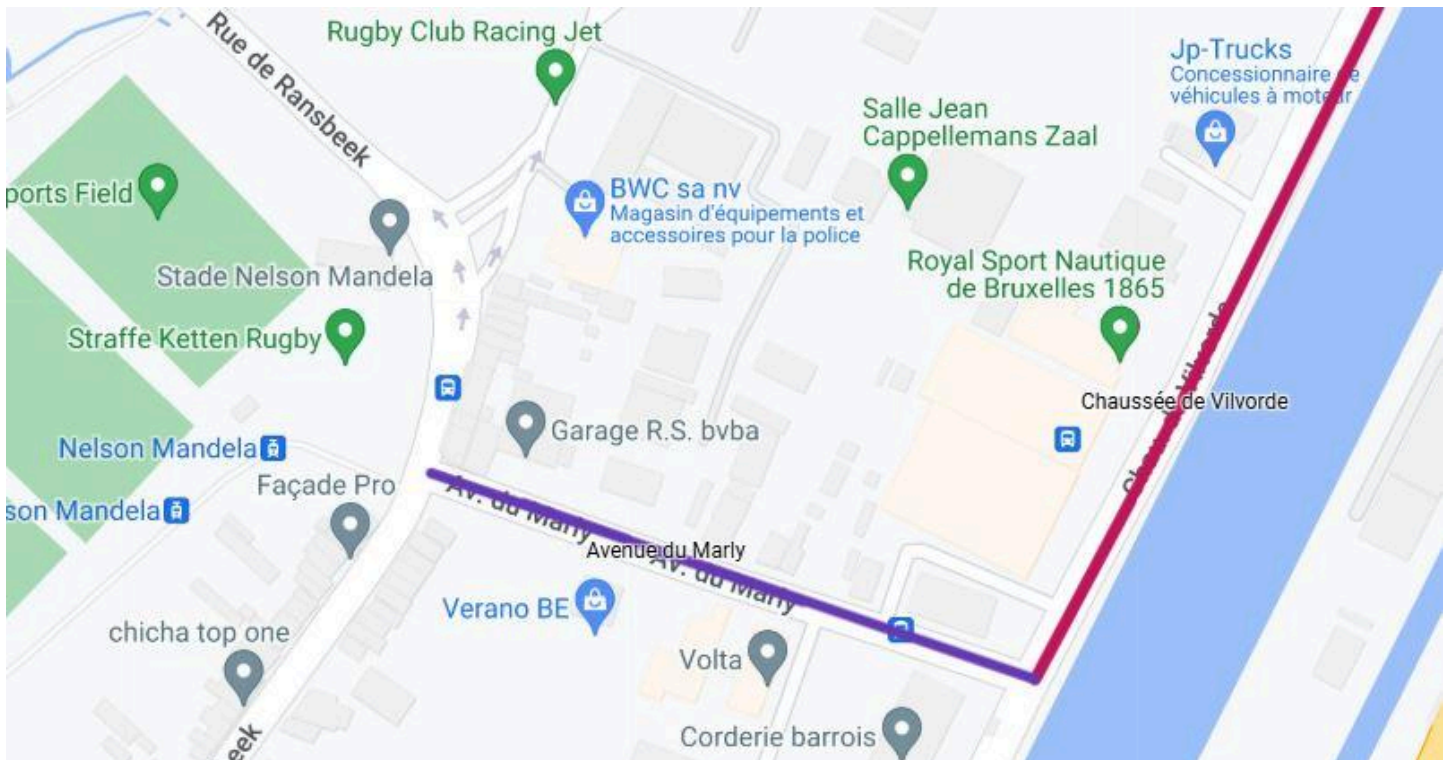 Rugby Club Racing Jet
Rue de Ransbeek
Jp-Trucks
Concessionnaire de
véhicules à moteur
Salle Jean
Cappellemans Zaal
ports Field
BWC sa nv
Magasin d'équipements et
accessoires pour la police
Stade Nelson Mandela
Royal Sport Nautique
de Bruxelles 1865
Straffe Ketten Rugby
Chaussée de Vilvorde
Garage R.S. bvba
Nelson Mandela
Façade Pro
son Mandela
Av. du Marly
Avenue du Marly
Av. du Marly
Verano BE
chicha top one
Volta
Corderie barrois
eek